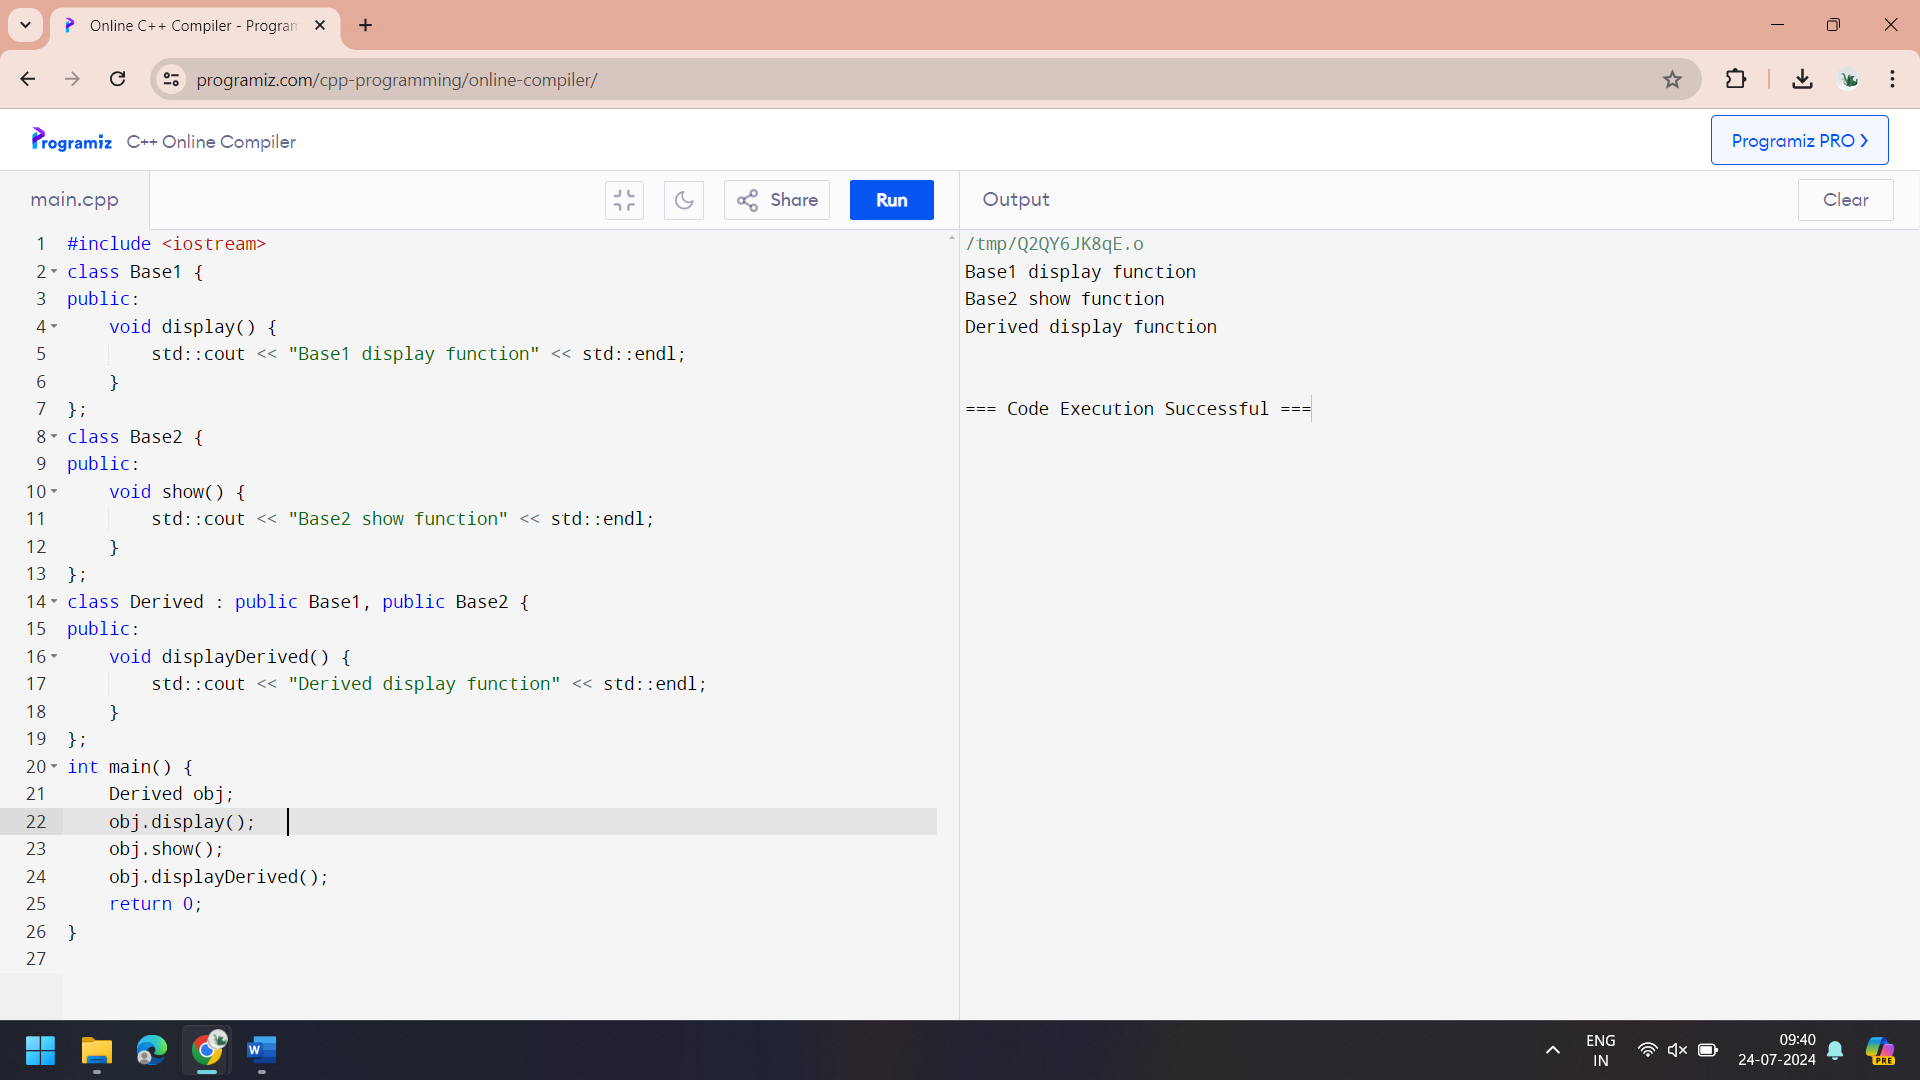 Online C++ Compiler - Program
programiz.com/cpp-programming/online-compiler/
Programiz C++ Online Compiler
Programiz PRO
main.cpp
Share
Run
Output
Clear
1 #include <iostream>
2 class Base1 {
3 public:
4     void display() {
5         std::cout << "Base1 display function" << std::endl;
6     }
7 };
8 class Base2 {
9 public:
10     void show() {
11         std::cout << "Base2 show function" << std::endl;
12     }
13 };
14 class Derived : public Base1, public Base2 {
15 public:
16     void displayDerived() {
17         std::cout << "Derived display function" << std::endl;
18     }
19 };
20 int main() {
21     Derived obj;
22     obj.display();
23     obj.show();
24     obj.displayDerived();
25     return 0;
26 }
27
/tmp/Q2QY6JK8qE.o
Base1 display function
Base2 show function
Derived display function
=== Code Execution Successful ===
W
ENG
IN
09:40
24-07-2024
PRE